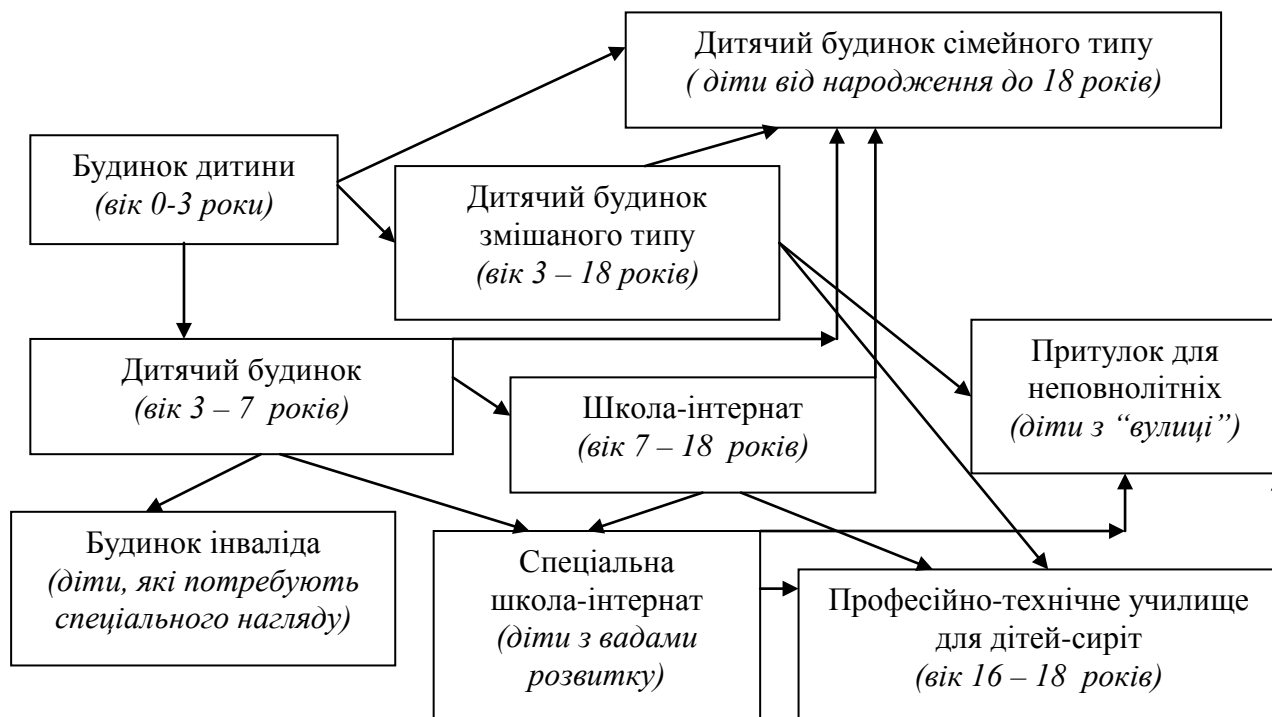 Дитячий будинок сімейного типу
( діти від народження до 18 років)
Будинок дитини
(вік 0-3 роки)
Дитячий будинок
змішаного типу
(вік 3 – 18 років)
Дитячий будинок
(вік 3 – 7  років)
Школа-інтернат
(вік 7 – 18  років)
Притулок для
неповнолітніх
(діти з “вулиці”)
Будинок інваліда
(діти, які потребують
спеціального нагляду)
Спеціальна
школа-інтернат
(діти з вадами
розвитку)
Професійно-технічне училище
для дітей-сиріт
(вік 16 – 18  років)